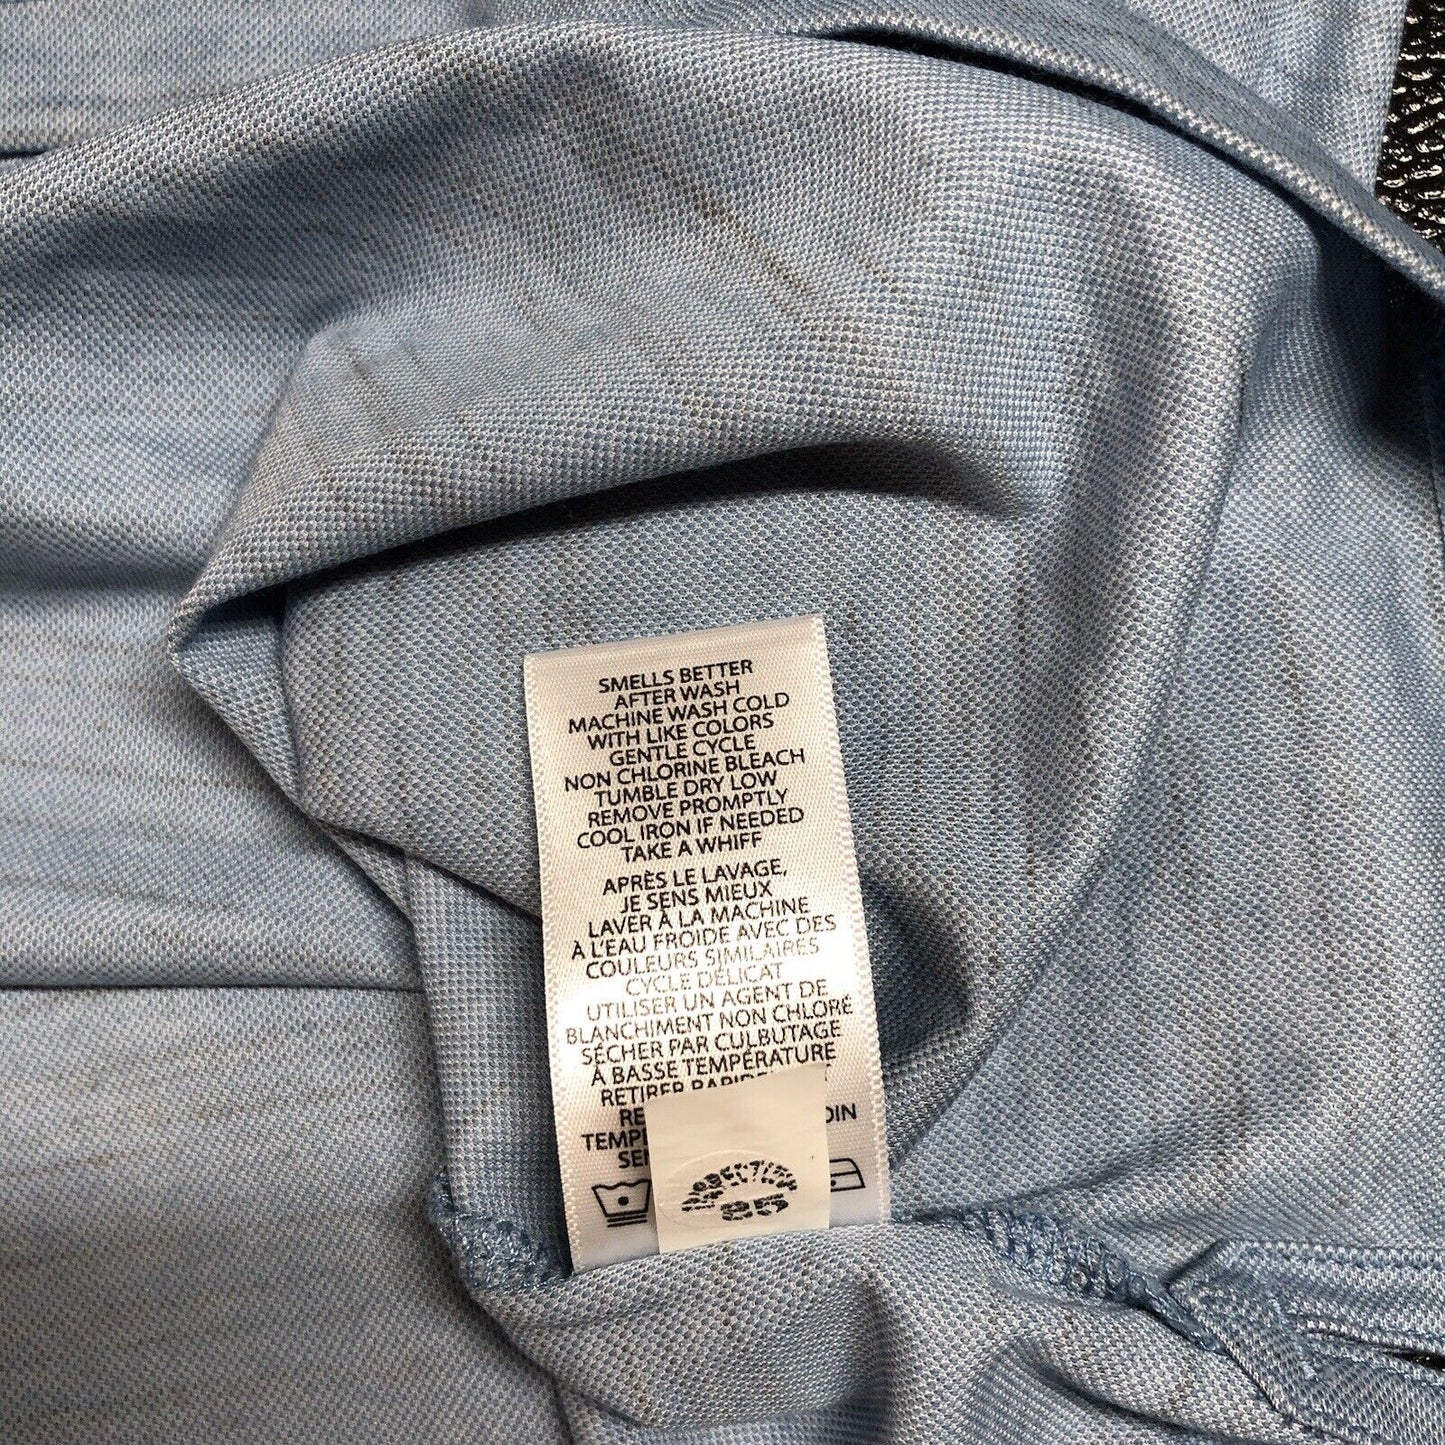 SMELLS BETTER
AFTER WASH
MACHINE WASH COLD
WITH LIKE COLORS
GENTLE CYCLE
NON CHLORINE BLEACH
TUMBLE DRY LOW
REMOVE PROMPTLY
COOL IRON IF NEEDED
TAKE A WHIFF
APRÈS LE LAVAGE,
JE SENS MIEUX
LAVER À LA MACHINE
À L'EAU FROIDE AVEC DES
COULEURS SIMILAIRES
CYCLE DÉLICAT
UTILISER UN AGENT DE
BLANCHIMENT NON CHLORÉ
SÉCHER PAR CULBUTAGE
À BASSE TEMPÉRATURE
RETIRER